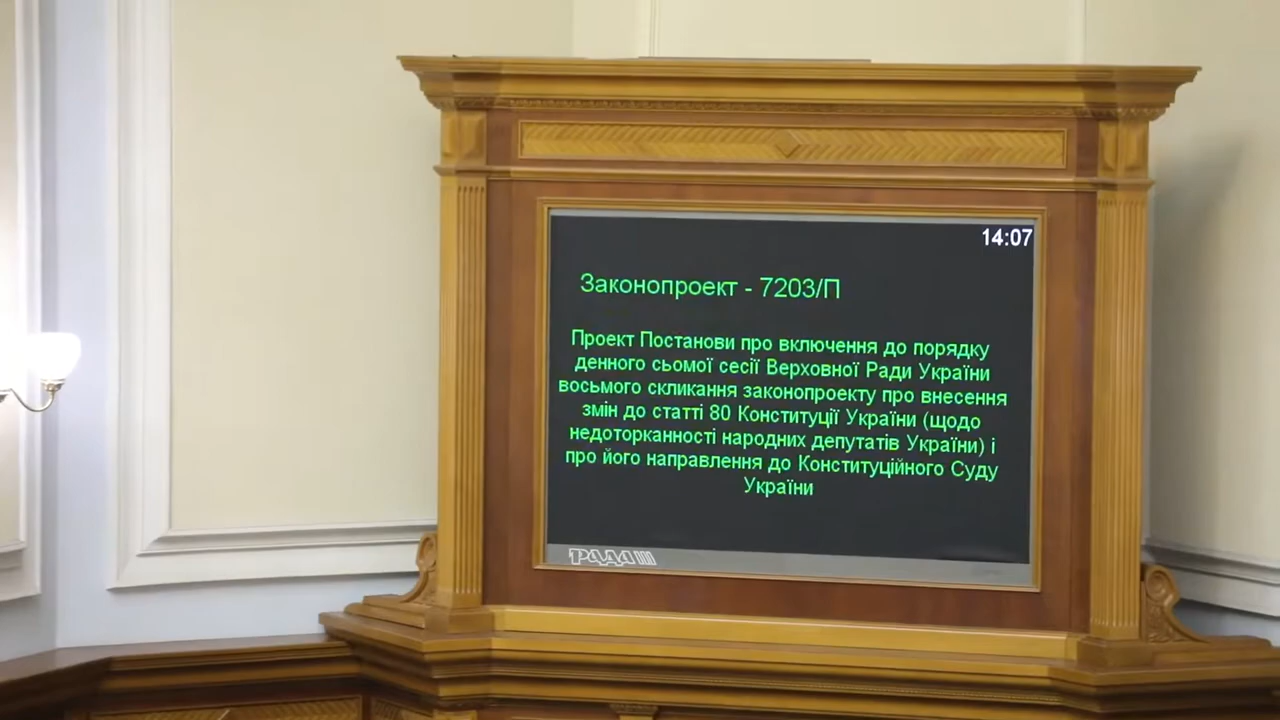 14:07
Законопроект - 7203/П
Проект Постанови про включення до порядку
денного сьомої сесії Верховної Ради України
восьмого скликання законопроекту про внесення
змін до статті 80 Конституції України (щодо
недоторканності народних депутатів України) і
про його направлення до Конституційного Суду
України
РАДА III